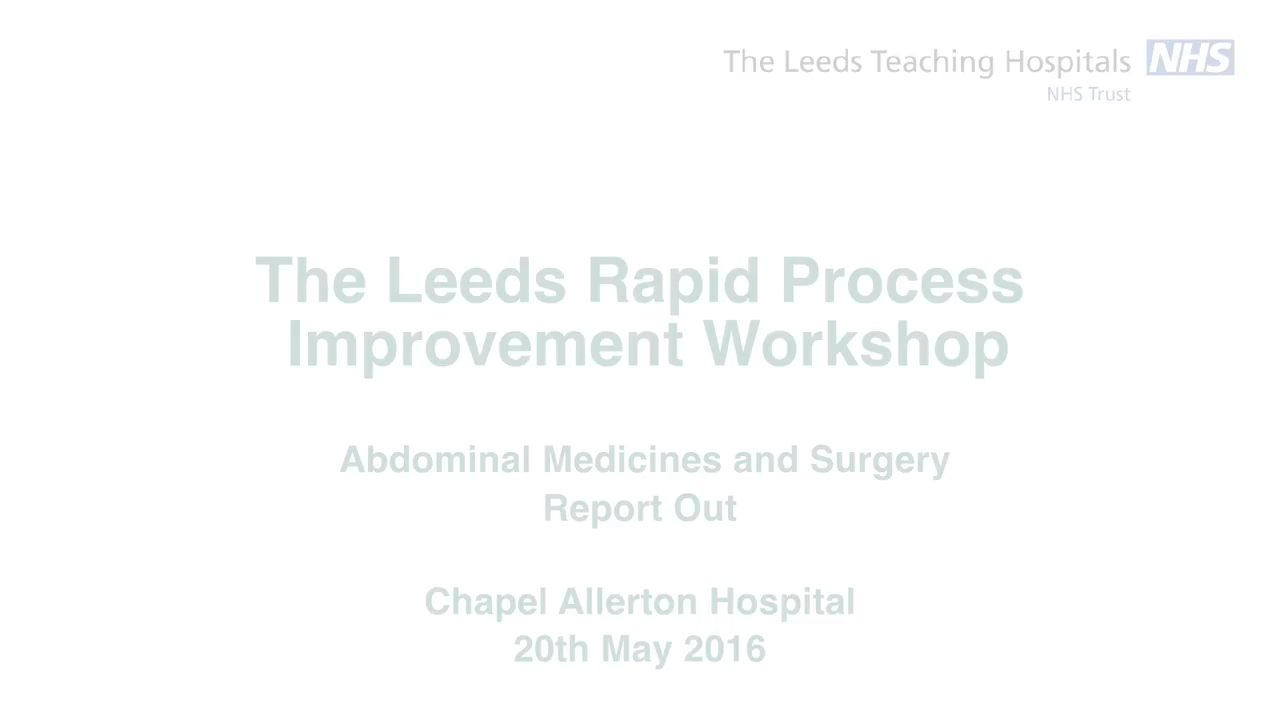 The Leeds Teaching Hospitals NHS
NHS Trust
The Leeds Rapid Process
Improvement Workshop
Abdominal Medicines and Surgery
Report Out
Chapel Allerton Hospital
20th May 2016